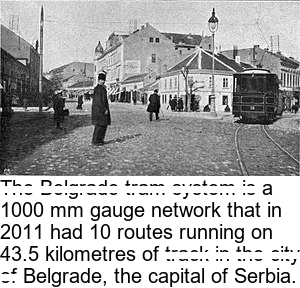 The Belgrade tram system is a
1000 mm gauge network that in
2011 had 10 routes running on
43.5 kilometres of track in the city
of Belgrade, the capital of Serbia.